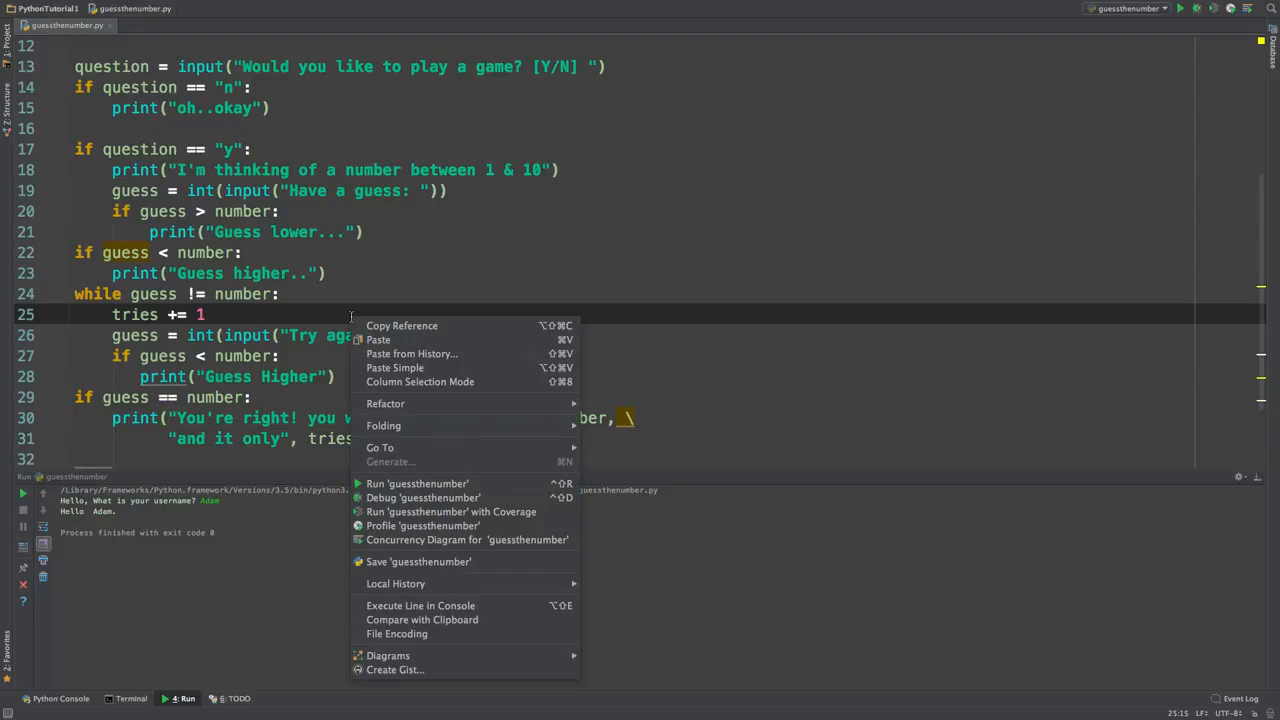 PythonTutorial1 guessthenumber.py guessthenumber
guessthenumber.py
1: Project
Z: Structure
2: Favorites
Database
12
13 question = input("Would you like to play a game? [Y/N] ")
14 if question == "n":
15 print("oh..okay")
16
17 if question == "y":
18 print("I'm thinking of a number between 1 & 10")
19 guess = int(input("Have a guess: "))
20 if guess > number:
21 print("Guess lower...")
22 if guess < number:
23 print("Guess higher..")
24 while guess != number:
25 tries += 1
26 guess = int(input("Try aga
27 if guess < number:
28 print("Guess Higher")
29 if guess == number:
30 print("You're right! you w ber, \
31 "and it only", tries
32
Copy Reference ⌥⇧⌘C
Paste ⌘V
Paste from History... ⇧⌘V
Paste Simple ⌥⇧⌘V
Column Selection Mode ⇧⌘8
Refactor
Folding
Go To
Generate... ⌘N
Run 'guessthenumber' ⌃⇧R
Debug 'guessthenumber' ⌃⇧D
Run 'guessthenumber' with Coverage
Profile 'guessthenumber'
Concurrency Diagram for 'guessthenumber'
Save 'guessthenumber'
Local History
Execute Line in Console ⌥⇧E
Compare with Clipboard
File Encoding
Diagrams
Create Gist...
Run guessthenumber
/Library/Frameworks/Python.framework/Versions/3.5/bin/python3. guessthenumber.py
Hello, What is your username? Adam
Hello Adam.
Process finished with exit code 0
Python Console Terminal 4: Run 6: TODO Event Log
25:15 LF÷ UTF-8÷